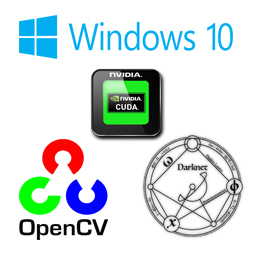 Windows 10
NVIDIA.
NVIDIA.
CUDA
Darknet
ω
φ
x
OpenCV